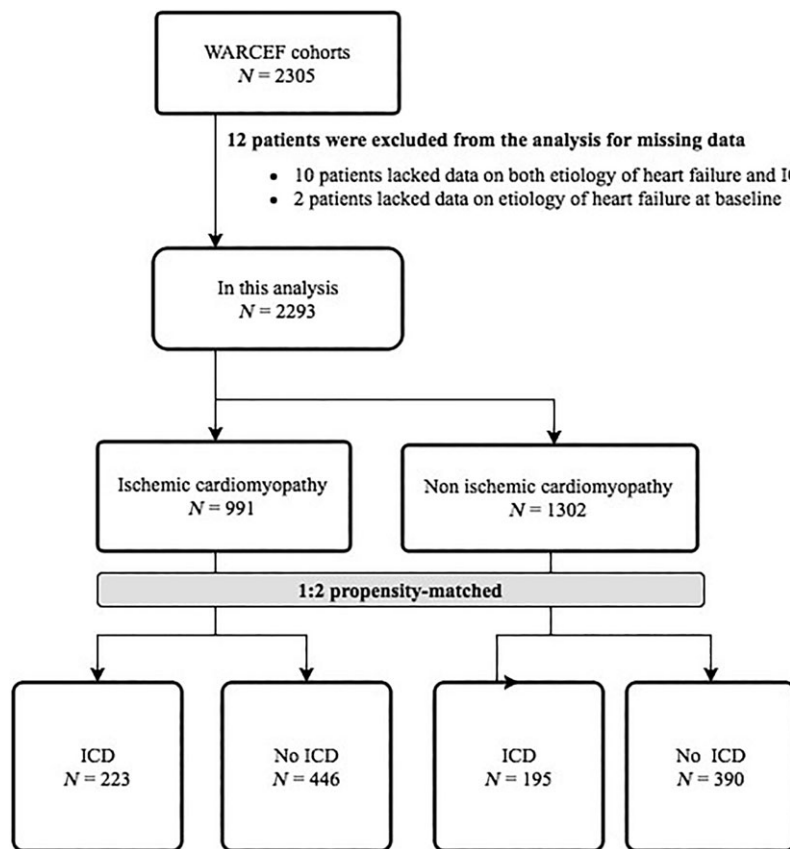 WARCEF cohorts
N = 2305
12 patients were excluded from the analysis for missing data
• 10 patients lacked data on both etiology of heart failure and
• 2 patients lacked data on etiology of heart failure at baseline
In this analysis
N = 2293
Ischemic cardiomyopathy
N = 991
Non ischemic cardiomyopathy
N = 1302
1:2 propensity-matched
ICD
N = 223
No ICD
N = 446
ICD
N = 195
No ICD
N = 390